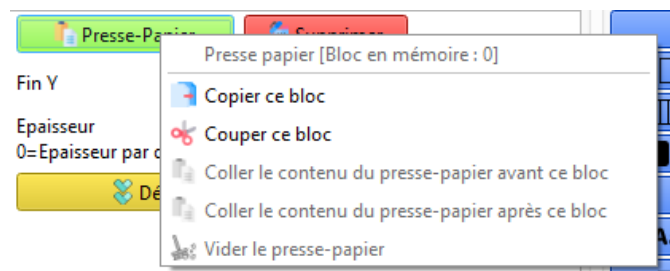 Presse-Papier
Supprimer
Presse papier [Bloc en mémoire : 0]
Fin Y
Copier ce bloc
Epaisseur
Couper ce bloc
0=Epaisseur par
Coller le contenu du presse-papier avant ce bloc
Coller le contenu du presse-papier après ce bloc
Vider le presse-papier